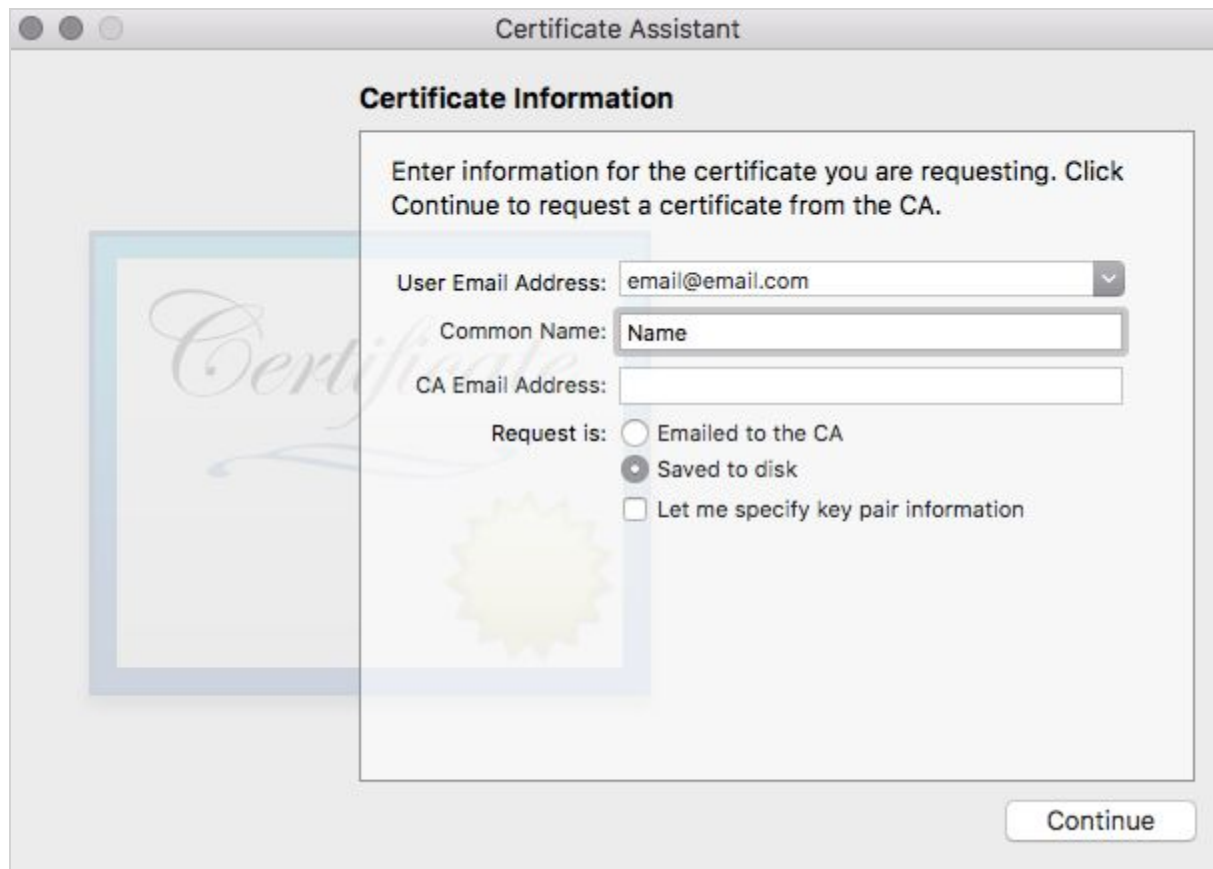 Certificate Assistant
Certificate Information
Enter information for the certificate you are requesting. Click
Continue to request a certificate from the CA.
Certificate
User Email Address: email@email.com
Common Name: Name
CA Email Address:
Request is: Emailed to the CA
Saved to disk
Let me specify key pair information
Continue